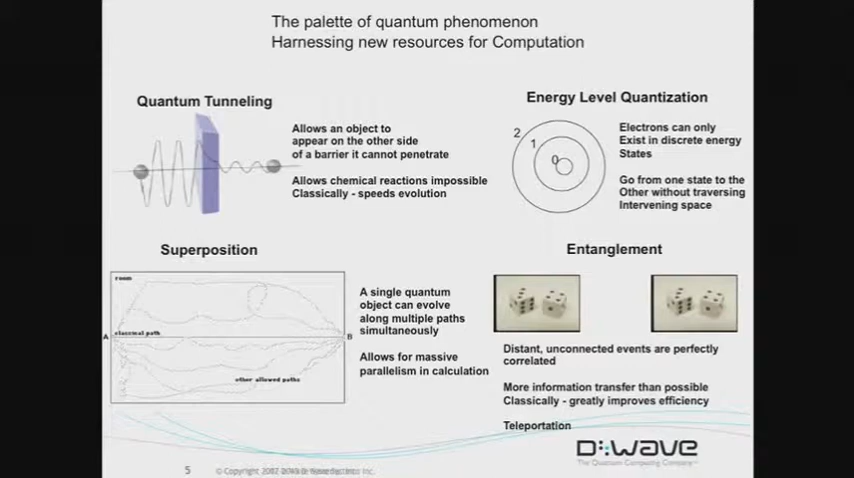 The palette of quantum phenomenon
Harnessing new resources for Computation
Quantum Tunneling
Allows an object to
appear on the other side
of a barrier it cannot penetrate
Allows chemical reactions impossible
Classically - speeds evolution
Energy Level Quantization
2
1
0
Electrons can only
Exist in discrete energy
States
Go from one state to the
Other without traversing
Intervening space
Superposition
room
classical path
A
B
other allowed paths
A single quantum
object can evolve
along multiple paths
simultaneously
Allows for massive
parallelism in calculation
Entanglement
Distant, unconnected events are perfectly
correlated
More information transfer than possible
Classically - greatly improves efficiency
Teleportation
D:wave
The Quantum Computing Company
5
© Copyright
Inc.